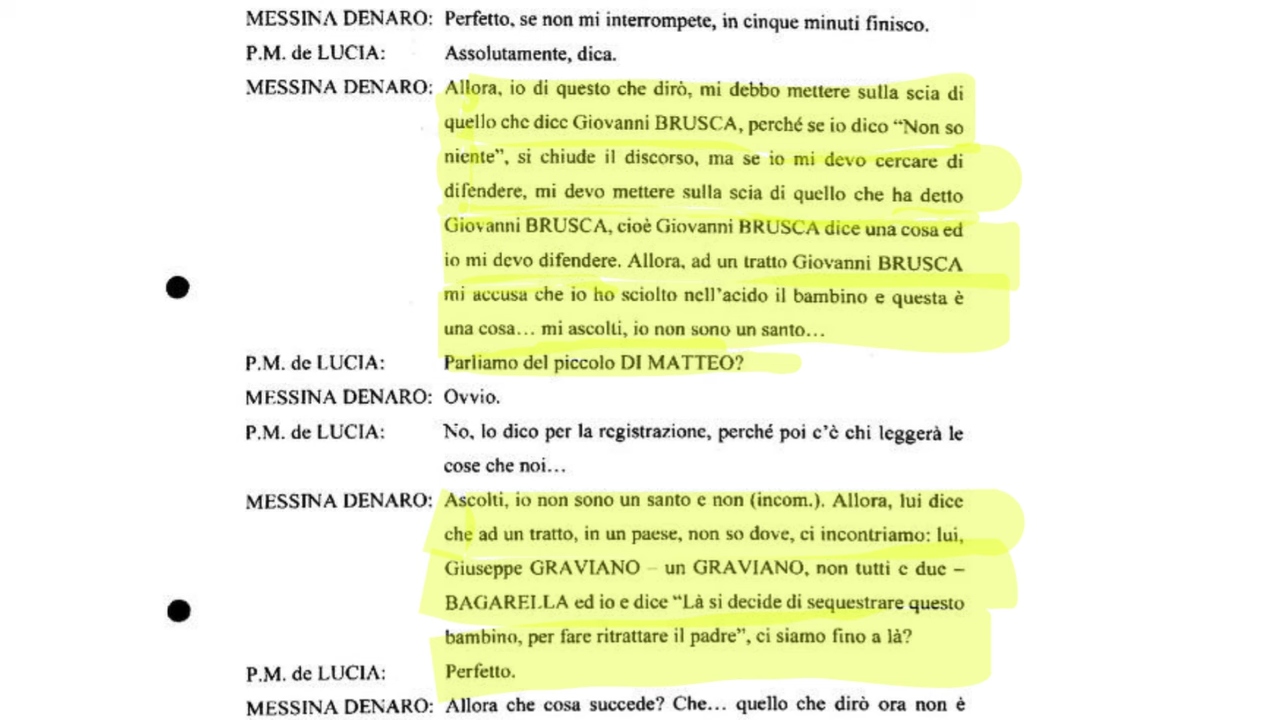 MESSINA DENARO: Perfetto, se non mi interrompete, in cinque minuti finisco.
P.M. de LUCIA: Assolutamente, dica.
MESSINA DENARO: Allora, io di questo che dirò, mi debbo mettere sulla scia di
quello che dice Giovanni BRUSCA, perché se io dico “Non so
niente”, si chiude il discorso, ma se io mi devo cercare di
difendere, mi devo mettere sulla scia di quello che ha detto
Giovanni BRUSCA, cioè Giovanni BRUSCA dice una cosa ed
io mi devo difendere. Allora, ad un tratto Giovanni BRUSCA
mi accusa che io ho sciolto nell’acido il bambino e questa è
una cosa… mi ascolti, io non sono un santo…
P.M. de LUCIA: Parliamo del piccolo DI MATTEO?
MESSINA DENARO: Ovvio.
P.M. de LUCIA: No, lo dico per la registrazione, perché poi c’è chi leggerà le
cose che noi…
MESSINA DENARO: Ascolti, io non sono un santo e non (incom.). Allora, lui dice
che ad un tratto, in un paese, non so dove, ci incontriamo: lui,
Giuseppe GRAVIANO – un GRAVIANO, non tutti e due –
BAGARELLA ed io e dice “Là si decide di sequestrare questo
bambino, per fare ritrattare il padre”, ci siamo fino a là?
P.M. de LUCIA: Perfetto.
MESSINA DENARO: Allora che cosa succede? Che… quello che dirò ora non è